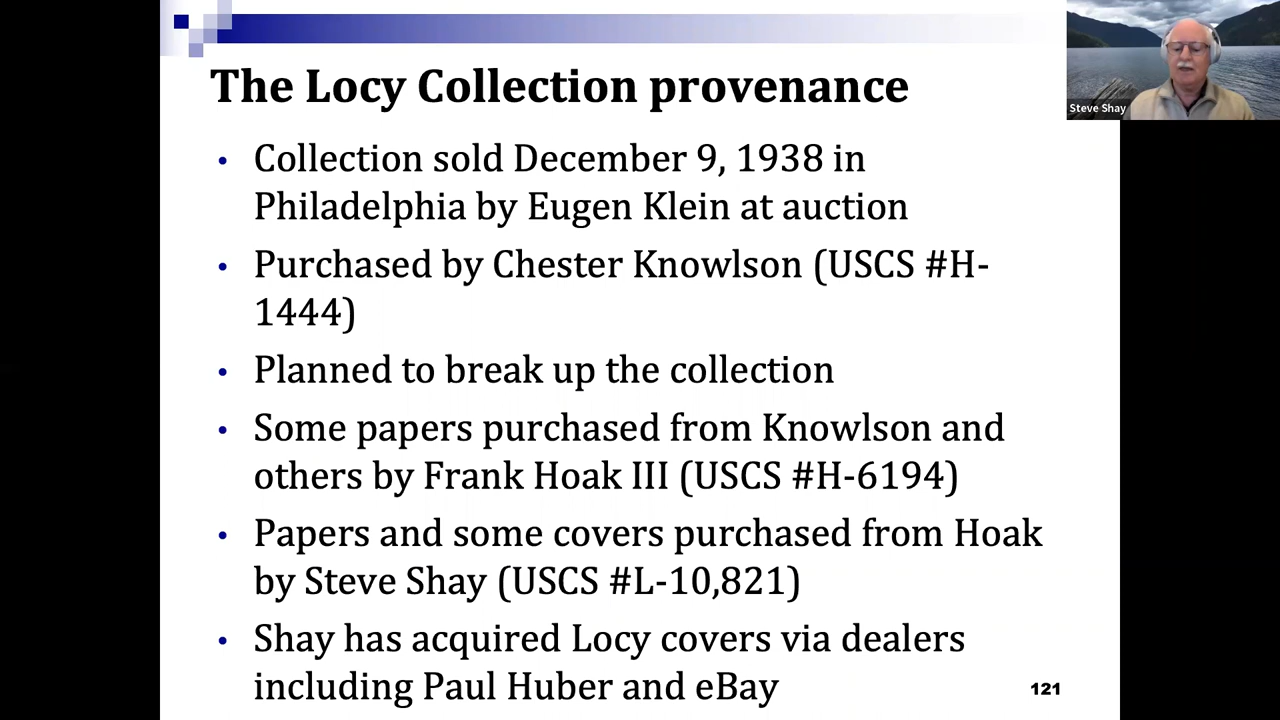 The Locy Collection provenance
Steve Shay
• Collection sold December 9, 1938 in
Philadelphia by Eugen Klein at auction
• Purchased by Chester Knowlson (USCS #H-
1444)
• Planned to break up the collection
• Some papers purchased from Knowlson and
others by Frank Hoak III (USCS #H-6194)
• Papers and some covers purchased from Hoak
by Steve Shay (USCS #L-10,821)
• Shay has acquired Locy covers via dealers
including Paul Huber and eBay
121